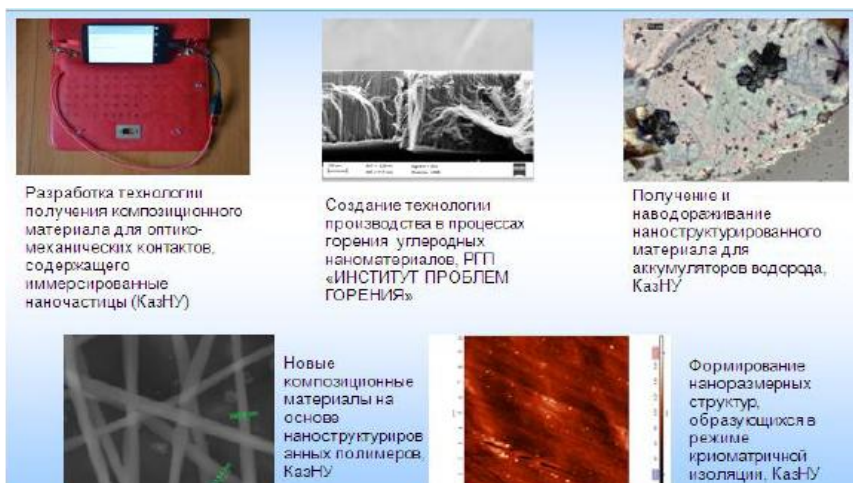 Разработка технологии
получения композиционного
материала для оптико-
механических контактов,
содержащего
иммерсированные
наночастицы (КазНУ)
Создание технологии
производства в процессах
горения углеродных
наноматериалов, РГП
«ИНСТИТУТ ПРОБЛЕМ
ГОРЕНИЯ»
Получение и
наводораживание
наноструктурированного
материала для
аккумуляторов водорода,
КазНУ
Новые
композиционные
материалы на
основе
наноструктуриров
анных полимеров,
КазНУ
Формирование
наноразмерных
структур,
образующихся в
режиме
криоматричной
изоляции, КазНУ